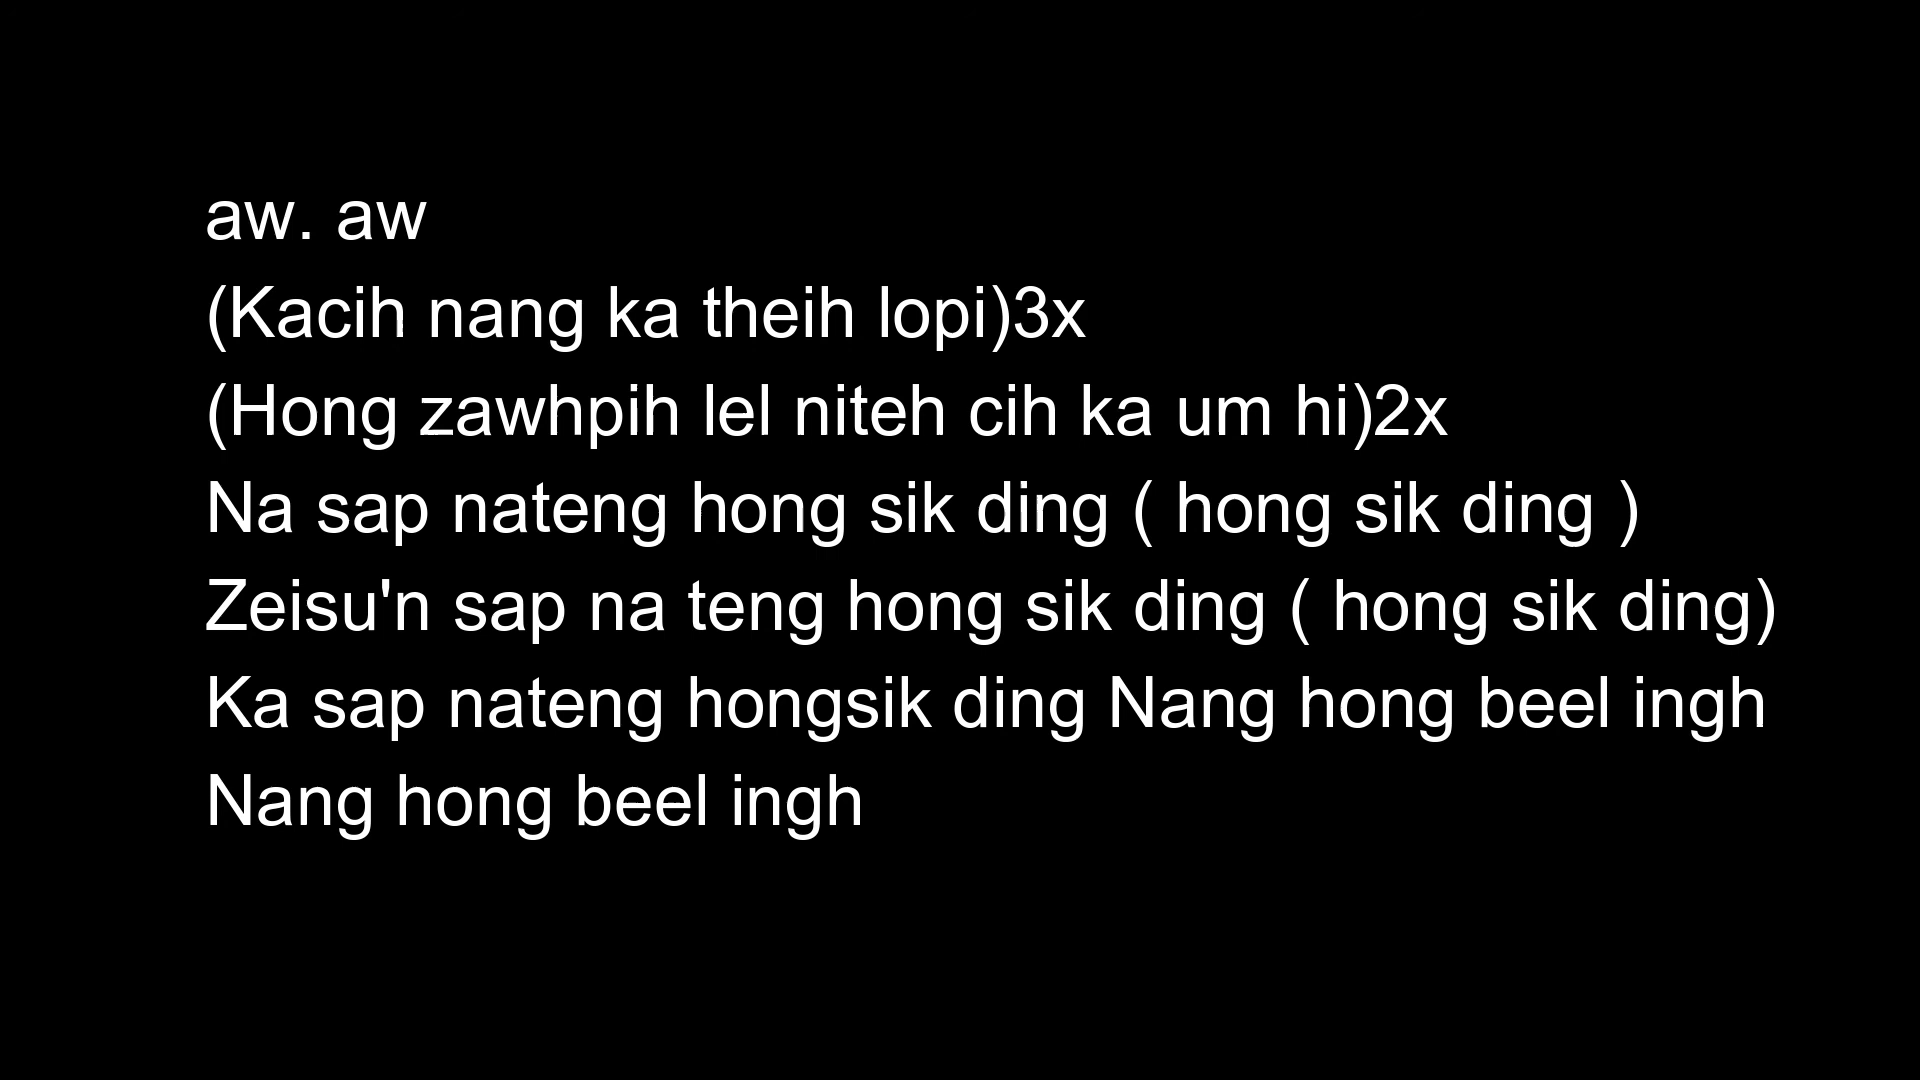 aw. aw
(Kacih nang ka theih lopi)3x
(Hong zawhpih lel niteh cih ka um hi)2x
Na sap nateng hong sik ding ( hong sik ding )
Zeisu'n sap na teng hong sik ding ( hong sik ding)
Ka sap nateng hongsik ding Nang hong beel ingh
Nang hong beel ingh